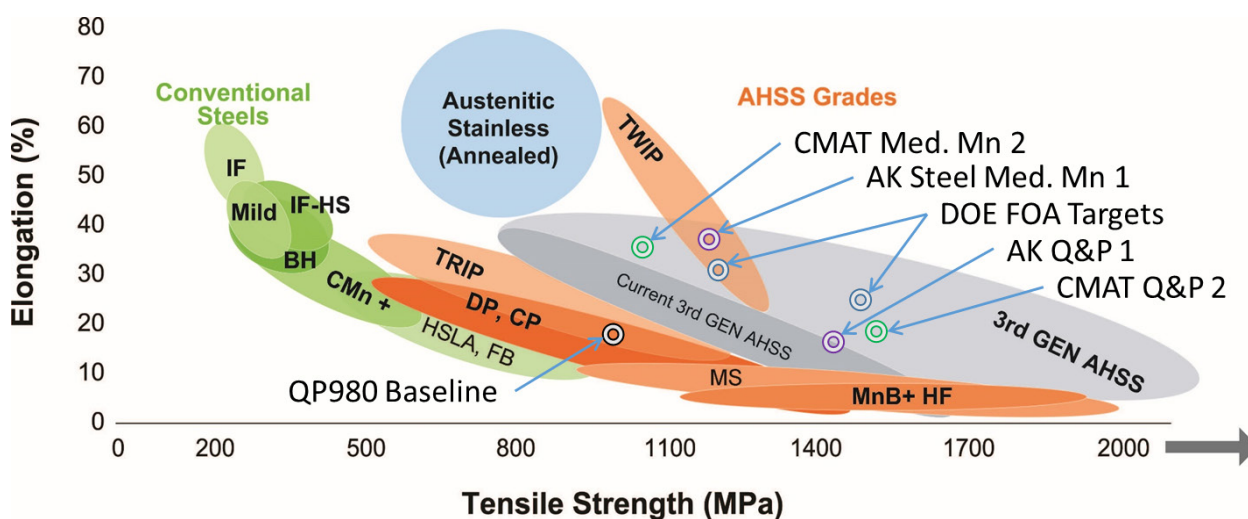 80
70
60
50
40
30
20
10
0
Elongation (%)
Conventional
Steels
IF
Mild
IF-HS
BH
CMn +
HSLA, FB
Austenitic
Stainless
(Annealed)
TRIP
DP, CP
TWIP
AHSS Grades
CMAT Med. Mn 2
AK Steel Med. Mn 1
DOE FOA Targets
AK Q&P 1
CMAT Q&P 2
Current 3rd GEN AHSS
3rd GEN AHSS
QP980 Baseline
MS
MnB+ HF
0 200 500 800 1100 1400 1700 2000
Tensile Strength (MPa)